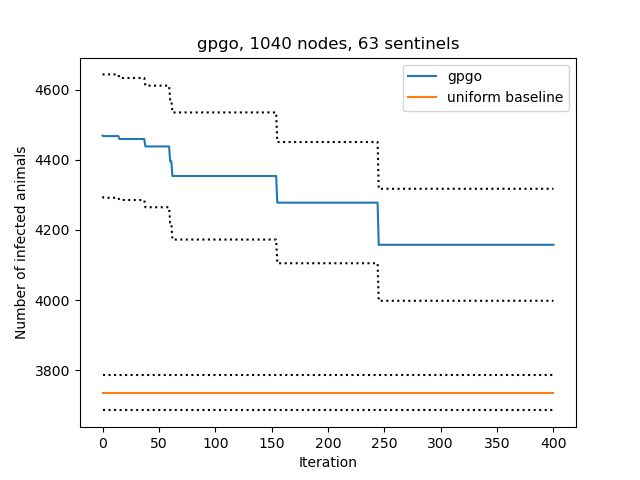 gpgo, 1040 nodes, 63 sentinels
gpgo
uniform baseline
Number of infected animals
4600
4400
4200
4000
3800
0 50 100 150 200 250 300 350 400
Iteration